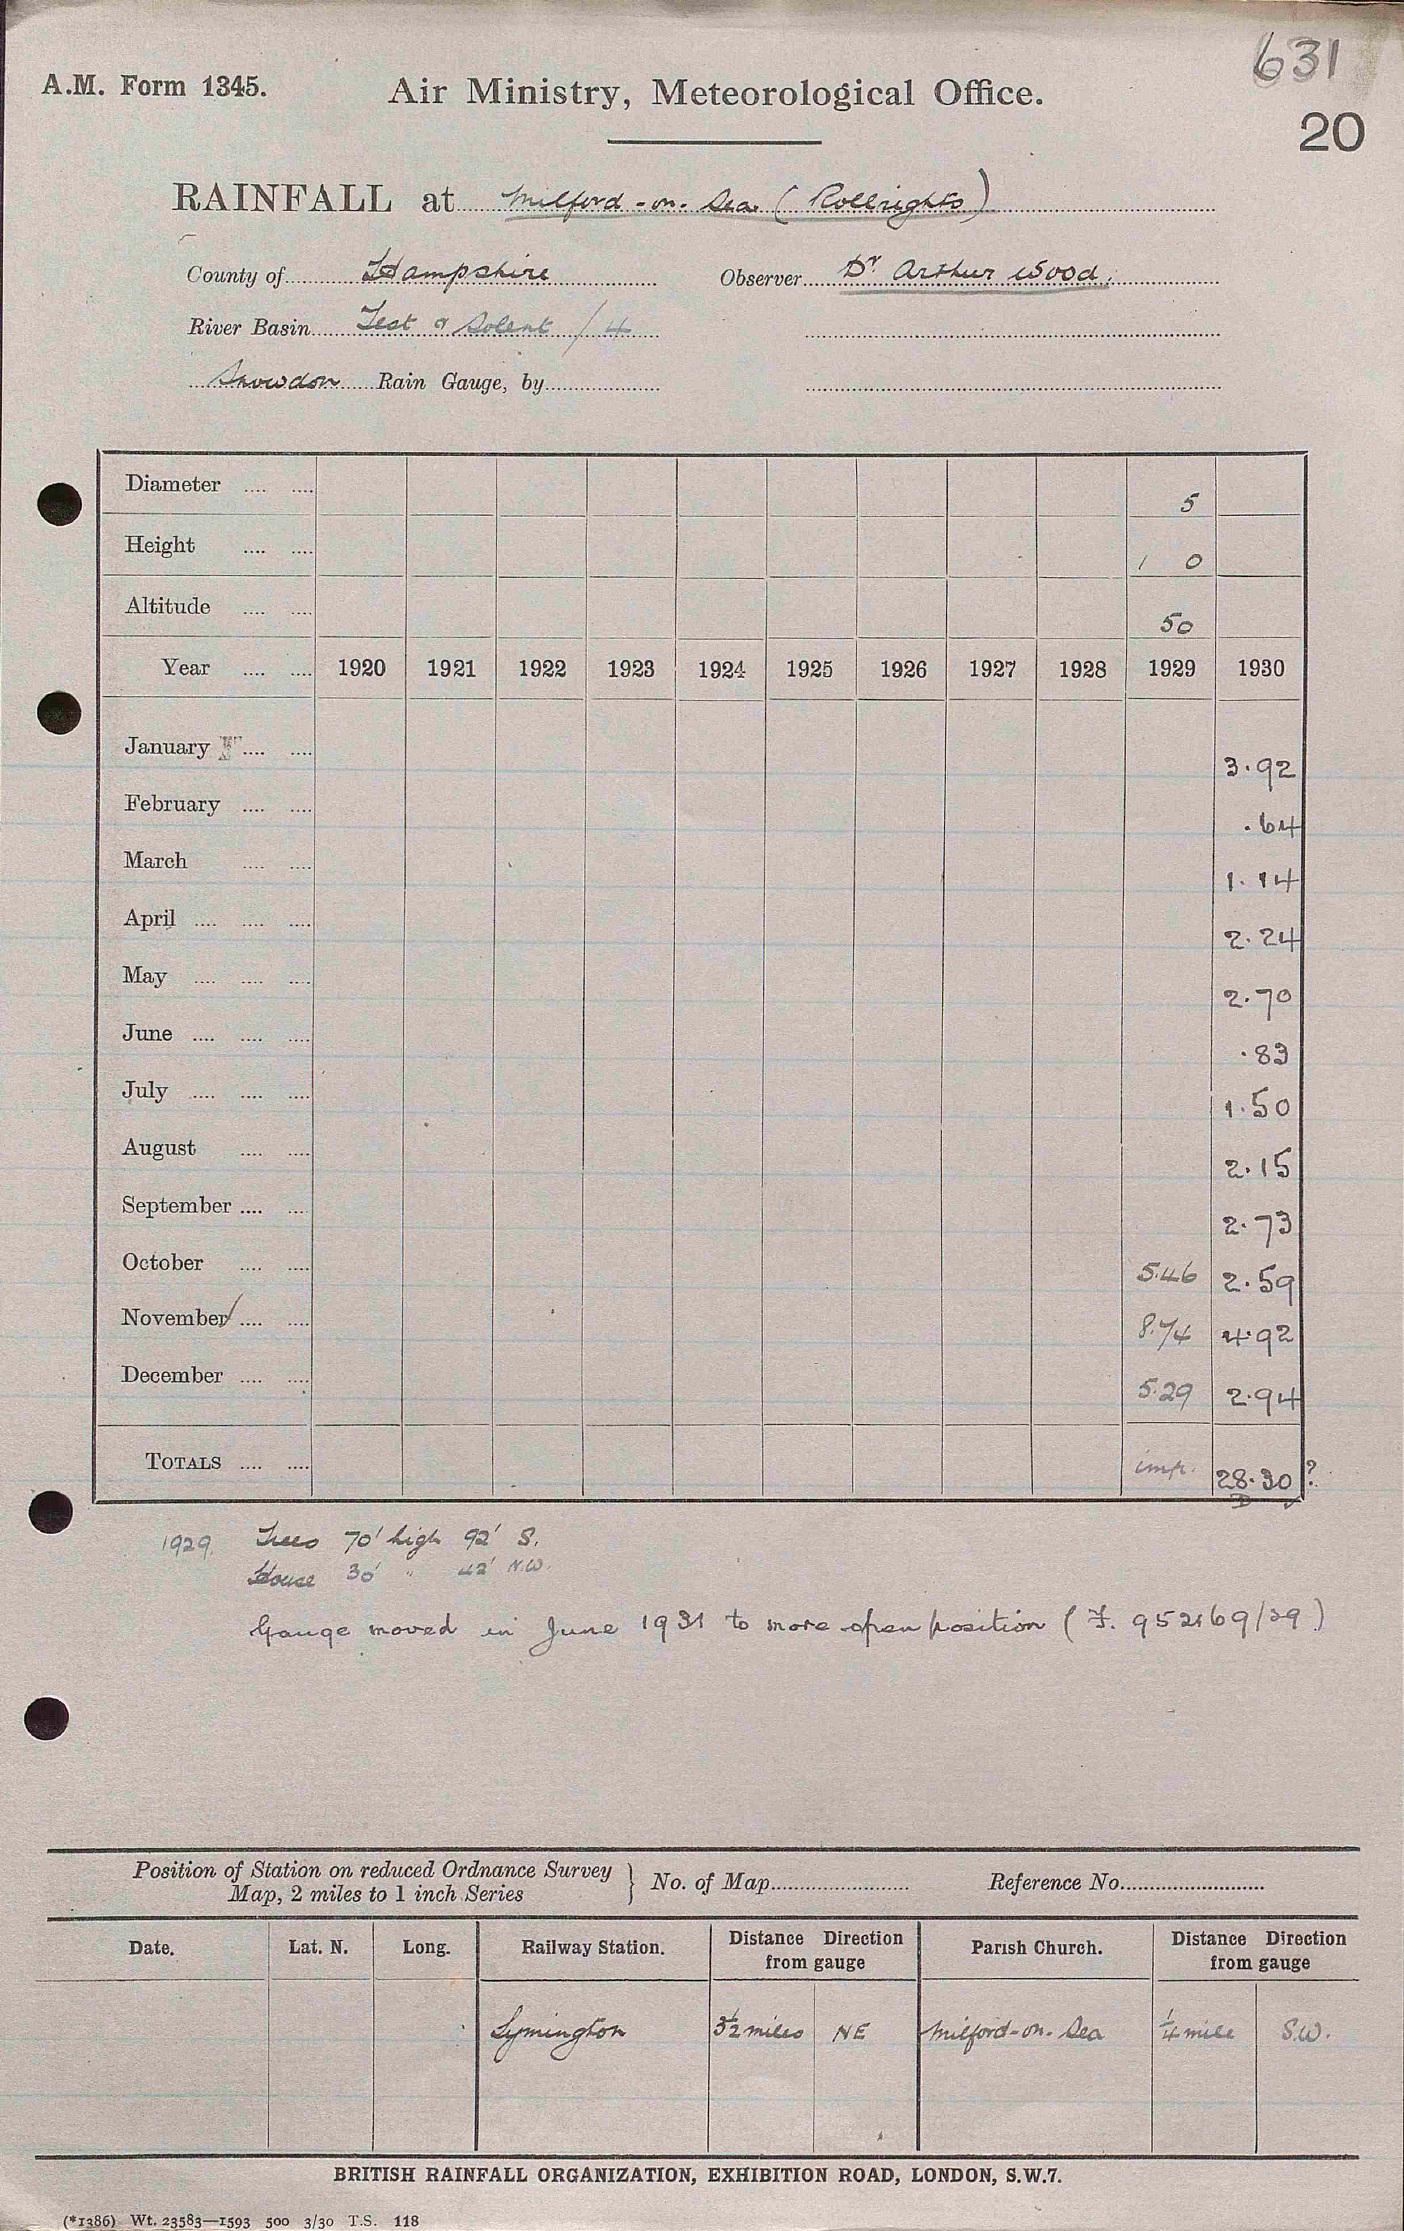 631
A.M. Form 1345.
Air Ministry, Meteorological Office.
20
RAINFALL at Milford-on-Sea (Rollrights)
County of Hampshire Observer Dr Arthur Wood.
River Basin Test & Solent / 4
Snowdon Rain Gauge, by
Diameter .... .... 5
Height .... .... 1 0
Altitude .... .... 50
Year .... .... 1920 1921 1922 1923 1924 1925 1926 1927 1928 1929 1930
January .... .... 3.92
February .... .... .64
March .... .... 1.14
April .... .... .... 2.24
May .... .... .... 2.70
June .... .... .... .83
July .... .... .... 1.50
August .... .... 2.15
September .... .... 2.73
October .... .... 5.46 2.59
November .... .... 8.74 4.92
December .... .... 5.29 2.94
TOTALS .... .... imp. 28.30 ?
1929 Trees 70' high 92' S.
House 30' " 42' N.W.
Gauge moved in June 1931 to more open position (F. 952169/29)
Position of Station on reduced Ordnance Survey
Map, 2 miles to 1 inch Series } No. of Map Reference No.
Date. Lat. N. Long. Railway Station. Distance Direction from gauge Parish Church. Distance Direction from gauge
Lymington 3½ miles NE Milford-on-Sea ¼ mile S.W.
BRITISH RAINFALL ORGANIZATION, EXHIBITION ROAD, LONDON, S.W.7.
(*1386) Wt. 23583—1593 500 3/30 T.S. 118